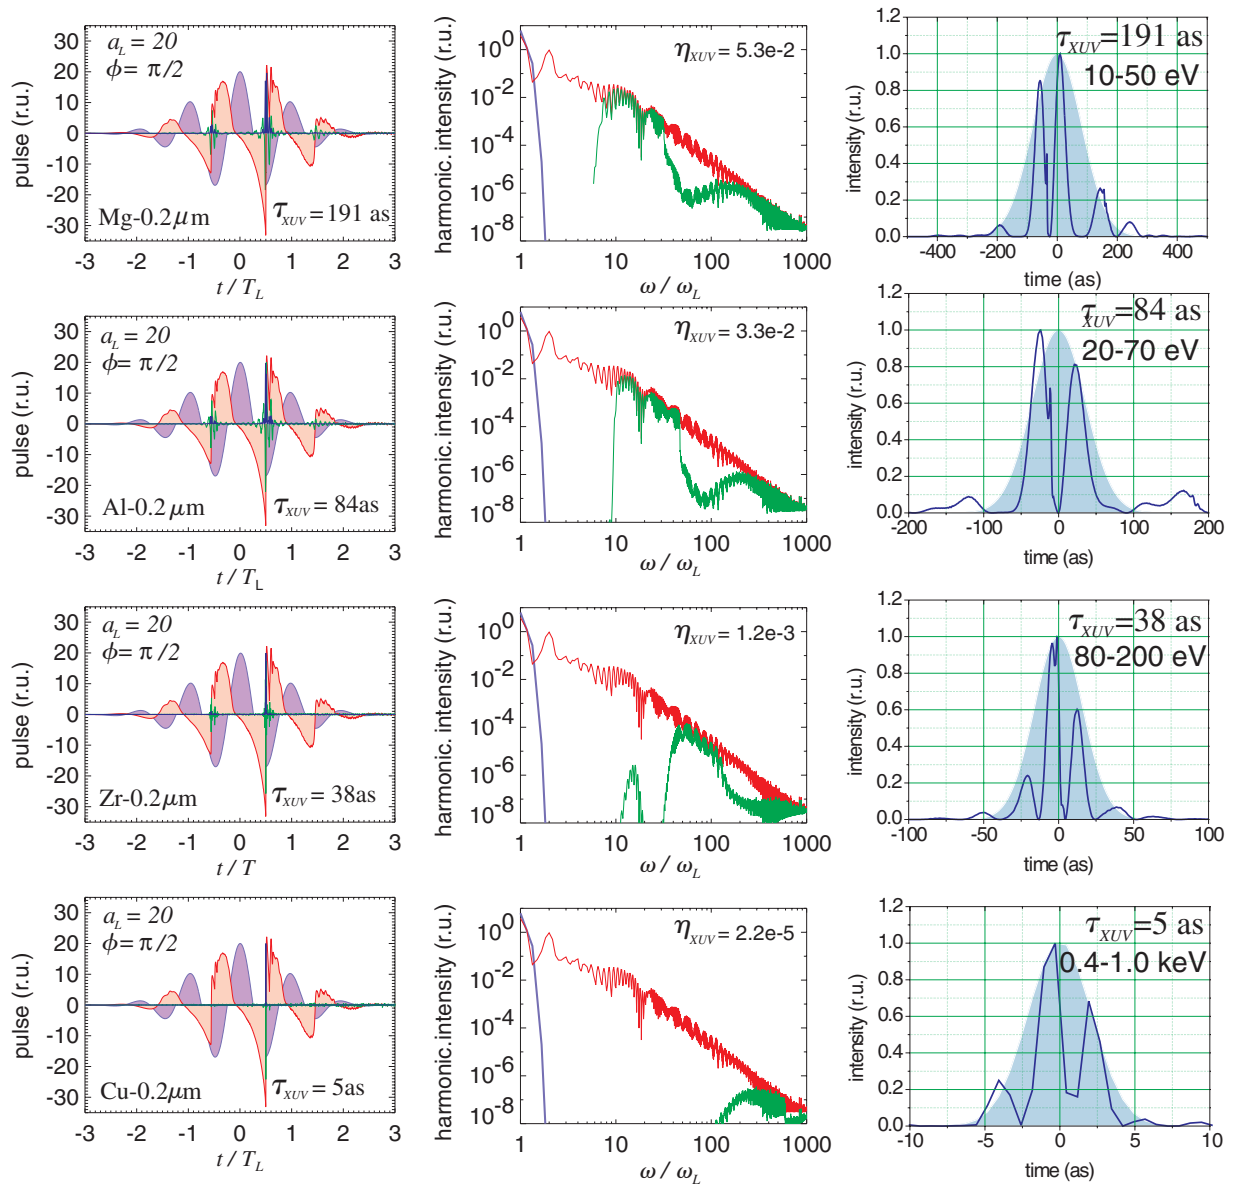 a_L = 20
ϕ = π/2
Mg-0.2μm
τ_XUV = 191 as
pulse (r.u.)
30
20
10
0
-10
-20
-30
-3 -2 -1 0 1 2 3
t / T_L
η_XUV = 5.3e-2
harmonic.intensity (r.u.)
10^0
10^-2
10^-4
10^-6
10^-8
1 10 100 1000
ω / ω_L
τ_XUV=191 as
10-50 eV
intensity (r.u.)
1.2
1.0
0.8
0.6
0.4
0.2
0.0
-400 -200 0 200 400
time (as)
a_L = 20
ϕ = π/2
Al-0.2μm
τ_XUV = 84as
pulse (r.u.)
30
20
10
0
-10
-20
-30
-3 -2 -1 0 1 2 3
t / T_L
η_XUV = 3.3e-2
harmonic.intensity (r.u.)
10^0
10^-2
10^-4
10^-6
10^-8
1 10 100 1000
ω / ω_L
τ_XUV=84 as
20-70 eV
intensity (r.u.)
1.2
1.0
0.8
0.6
0.4
0.2
0.0
-200 -100 0 100 200
time (as)
a_L = 20
ϕ = π/2
Zr-0.2μm
τ_XUV = 38as
pulse (r.u.)
30
20
10
0
-10
-20
-30
-3 -2 -1 0 1 2 3
t / T
η_XUV = 1.2e-3
harmonic.intensity (r.u.)
10^0
10^-2
10^-4
10^-6
10^-8
1 10 100 1000
ω / ω_L
τ_XUV=38 as
80-200 eV
intensity (r.u.)
1.2
1.0
0.8
0.6
0.4
0.2
0.0
-100 -50 0 50 100
time (as)
a_L = 20
ϕ = π/2
Cu-0.2μm
τ_XUV = 5as
pulse (r.u.)
30
20
10
0
-10
-20
-30
-3 -2 -1 0 1 2 3
t / T_L
η_XUV = 2.2e-5
harmonic.intensity (r.u.)
10^0
10^-2
10^-4
10^-6
10^-8
1 10 100 1000
ω / ω_L
τ_XUV=5 as
0.4-1.0 keV
intensity (r.u.)
1.2
1.0
0.8
0.6
0.4
0.2
0.0
-10 -5 0 5 10
time (as)